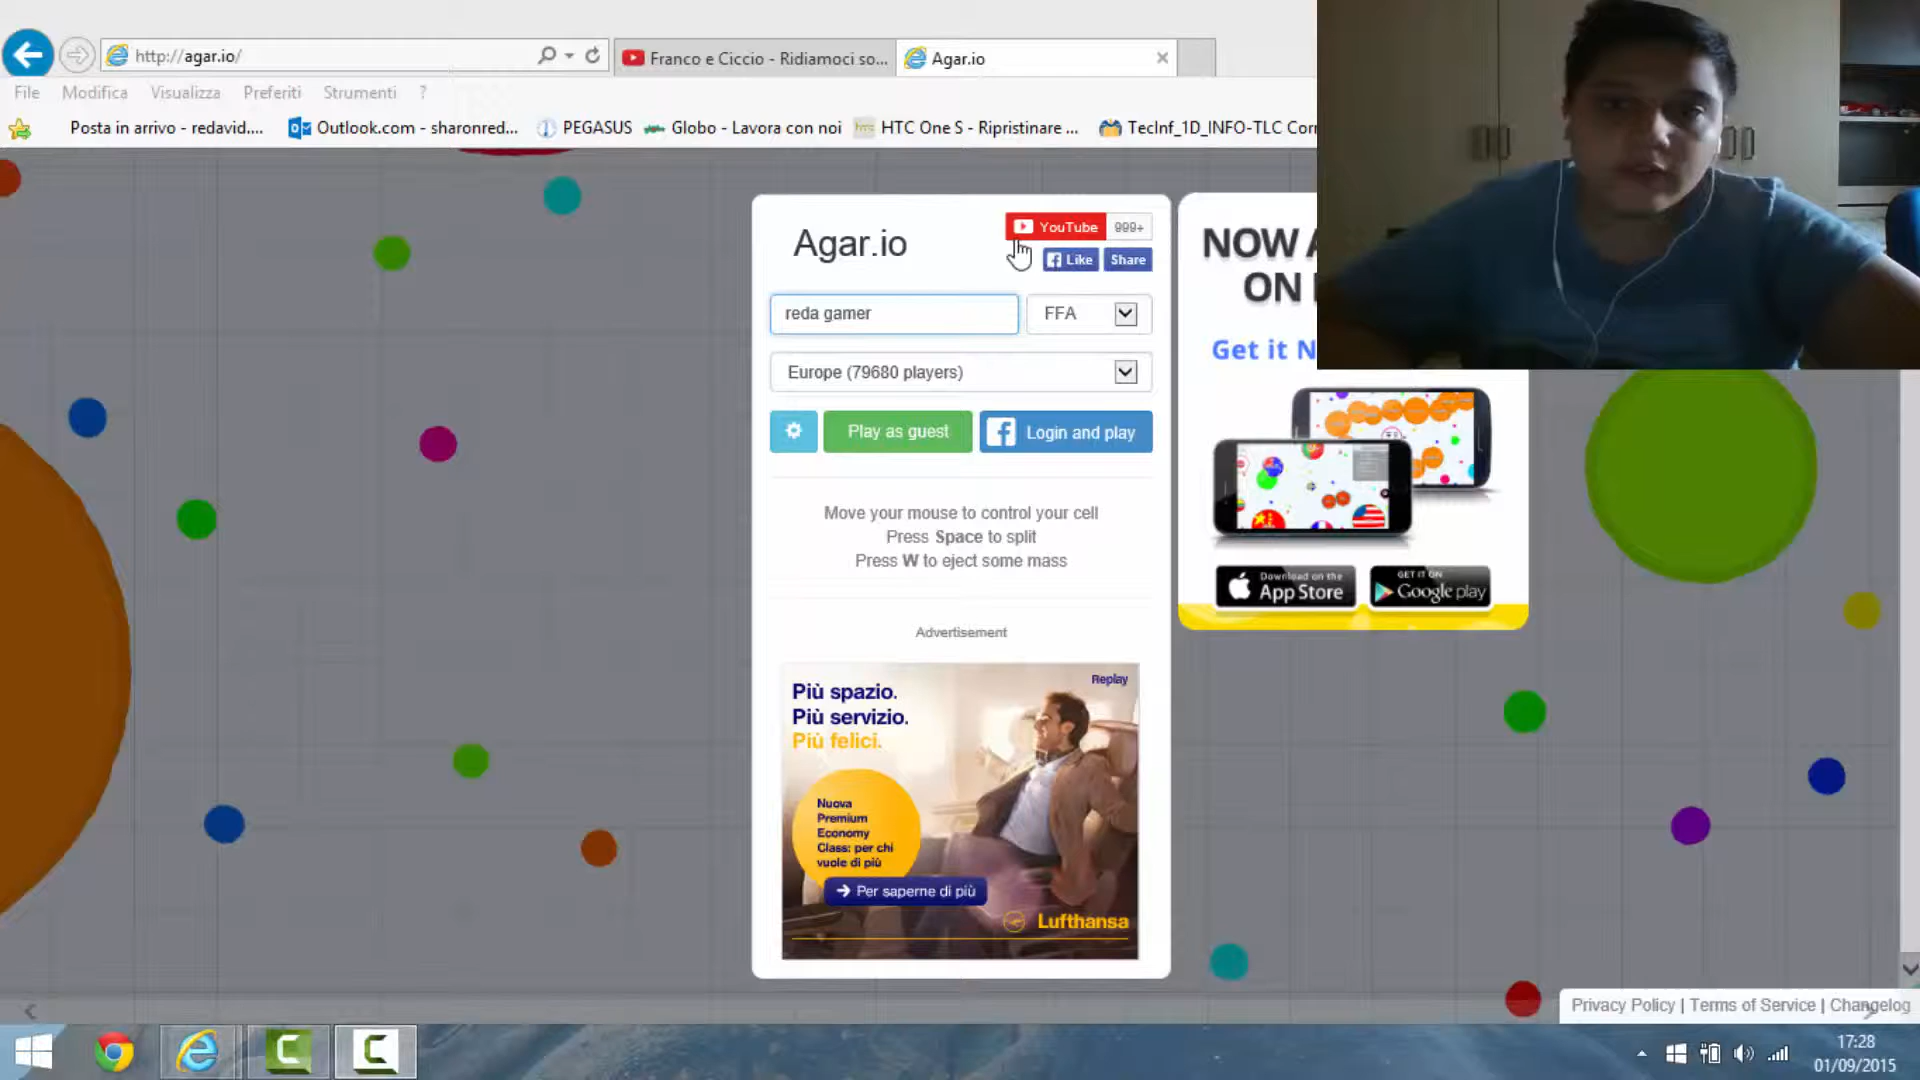 http://agar.io/
Franco e Ciccio - Ridiamoci so...
Agar.io
File Modifica Visualizza Preferiti Strumenti ?
Posta in arrivo - redavid....
Outlook.com - sharonred...
PEGASUS
Globo - Lavora con noi
HTC One S - Ripristinare ...
TecInf_1D_INFO-TLC Corr
Agar.io
YouTube 999+
Like Share
reda gamer
FFA
Europe (79680 players)
Play as guest
Login and play
Move your mouse to control your cell
Press Space to split
Press W to eject some mass
Advertisement
Replay
Più spazio.
Più servizio.
Più felici.
Nuova
Premium
Economy
Class: per chi
vuole di più
Per saperne di più
Lufthansa
NOW A
ON
Get it N
Download on the
App Store
GET IT ON
Google play
Privacy Policy | Terms of Service | Changelog
17:28
01/09/2015